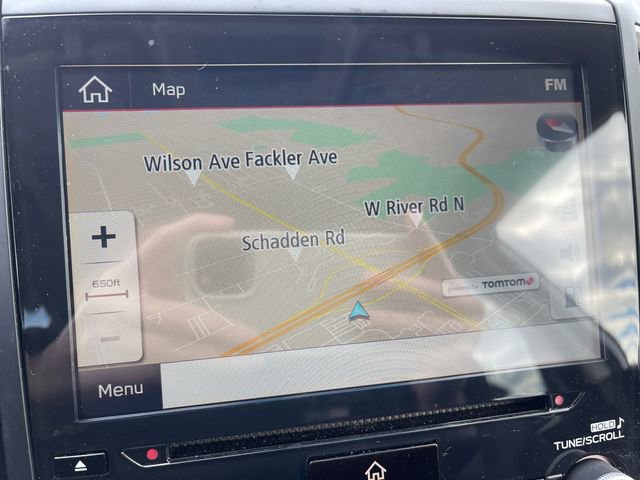 Map
FM
Wilson Ave Fackler Ave
W River Rd N
Schadden Rd
+
650ft
-
powered by TOMTOM
Menu
HOLD
TUNE/SCROLL